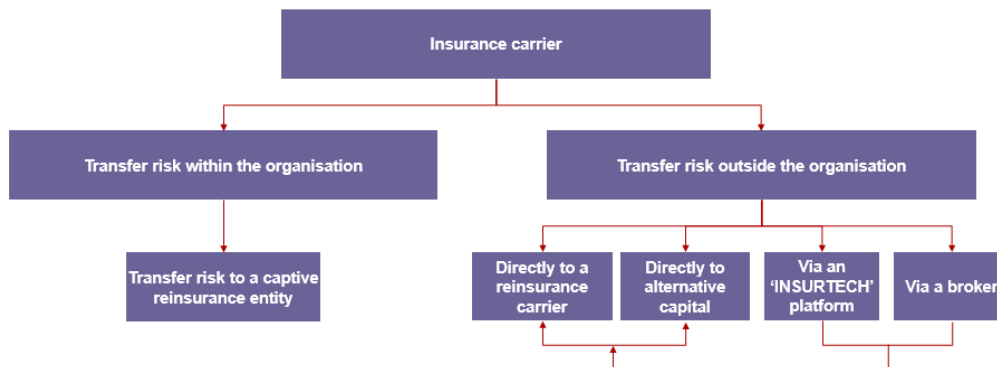 Insurance carrier
Transfer risk within the organisation
Transfer risk outside the organisation
Transfer risk to a captive
reinsurance entity
Directly to a
reinsurance
carrier
Directly to
alternative
capital
Via an
‘INSURTECH’
platform
Via a broker